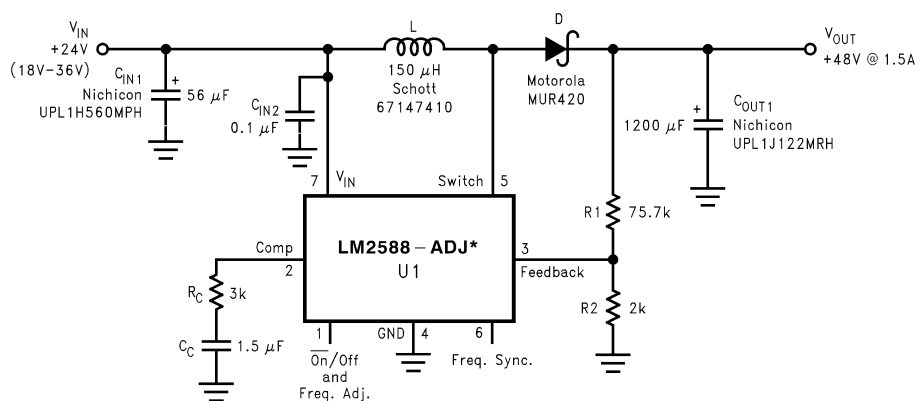 V_IN
+24V
(18V-36V)
C_IN1
Nichicon
UPL1H560MPH
+
56 μF
C_IN2
0.1 μF
L
150 μH
Schott
67147410
D
Motorola
MUR420
V_OUT
+48V @ 1.5A
1200 μF
+
C_OUT1
Nichicon
UPL1J122MRH
7
V_IN
Switch
5
R1
75.7k
LM2588-ADJ*
U1
Comp
2
3
Feedback
R_C
3k
R2
2k
C_C
1.5 μF
1
GND
4
6
O̅n̅/Off
and
Freq. Adj.
Freq. Sync.